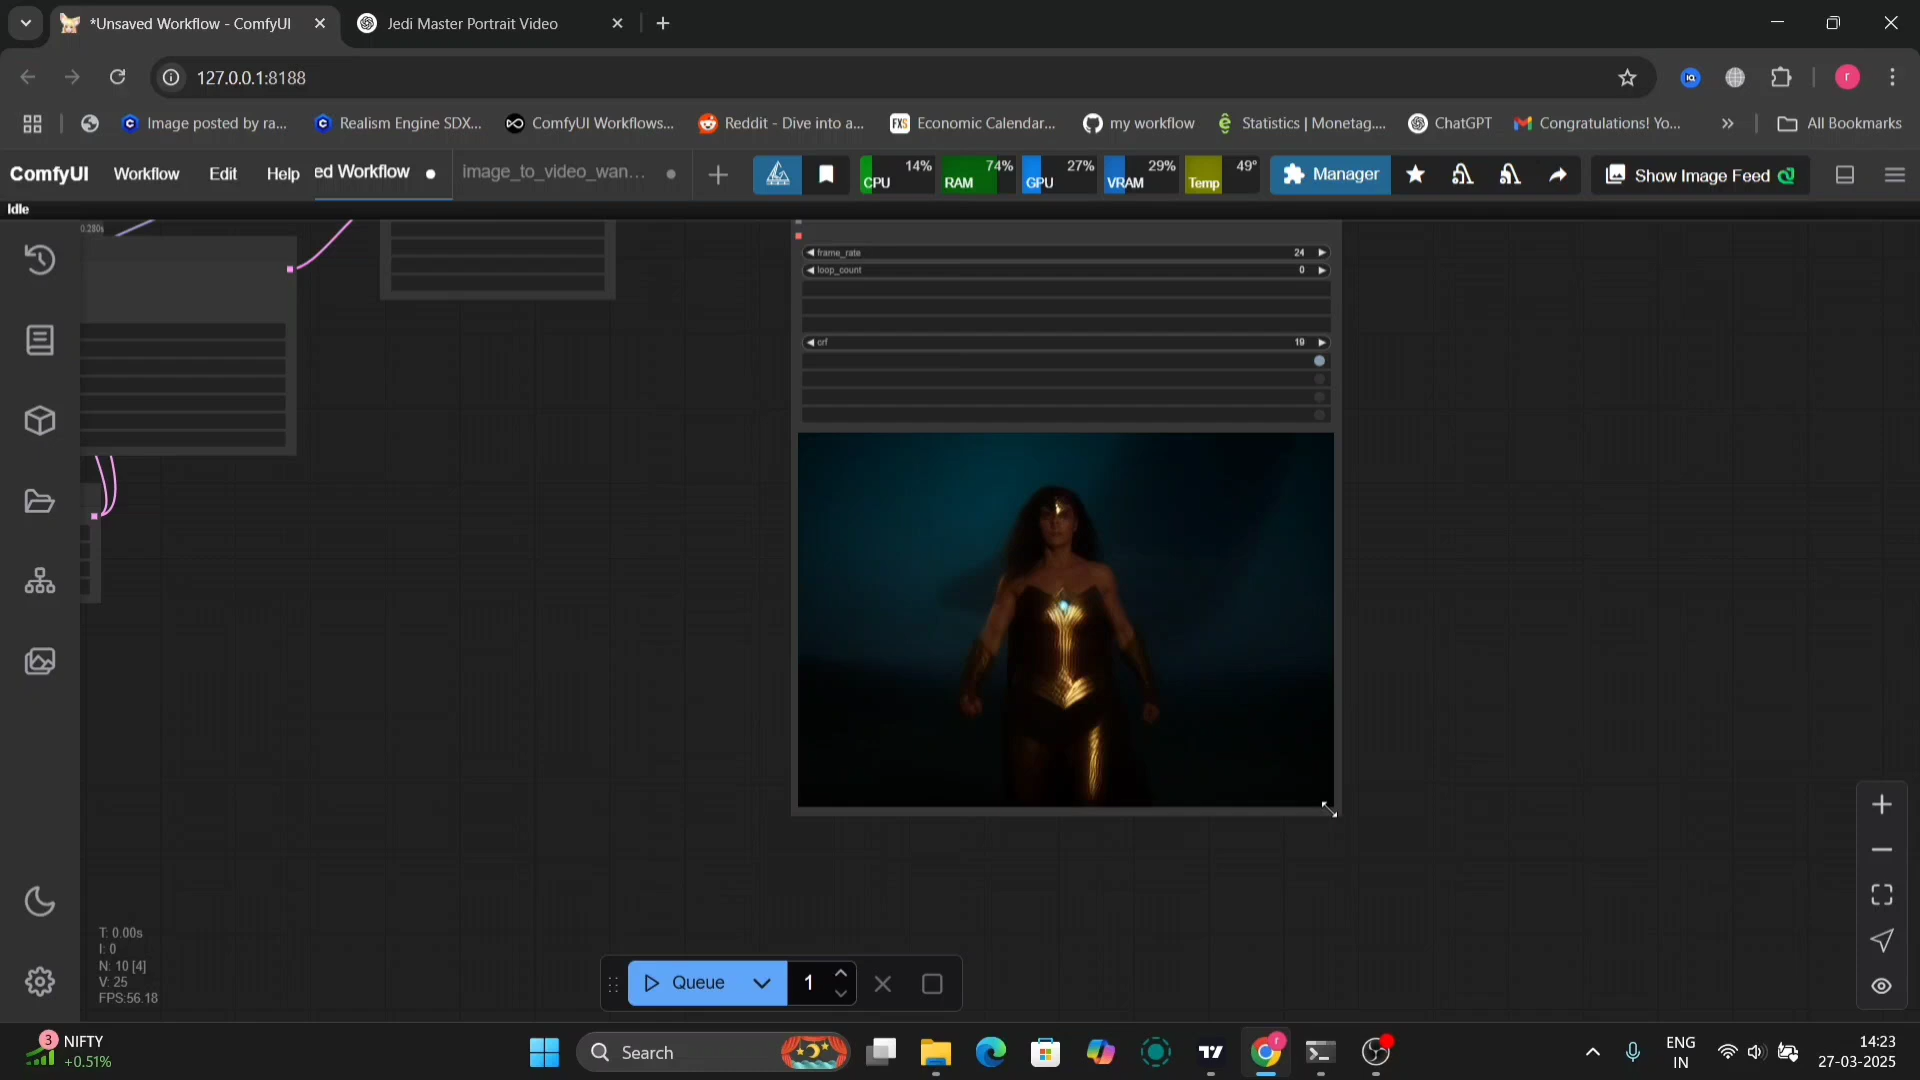 *Unsaved Workflow - ComfyUI
Jedi Master Portrait Video
127.0.0.1:8188
Image posted by ra...
Realism Engine SDX...
ComfyUI Workflows...
Reddit - Dive into a...
FXS
Economic Calendar...
my workflow
Statistics | Monetag....
ChatGPT
Congratulations! Yo...
All Bookmarks
ComfyUI
Workflow
Edit
Help
ed Workflow
image_to_video_wan...
CPU 14%
RAM 74%
GPU 27%
VRAM 29%
Temp 49°
Manager
Show Image Feed
Idle
0.280s
frame_rate 24
loop_count 0
crf 19
T: 0.00s
I: 0
N: 10 [4]
V: 25
FPS:56.18
Queue
1
3
NIFTY
+0.51%
Search
ENG
IN
14:23
27-03-2025